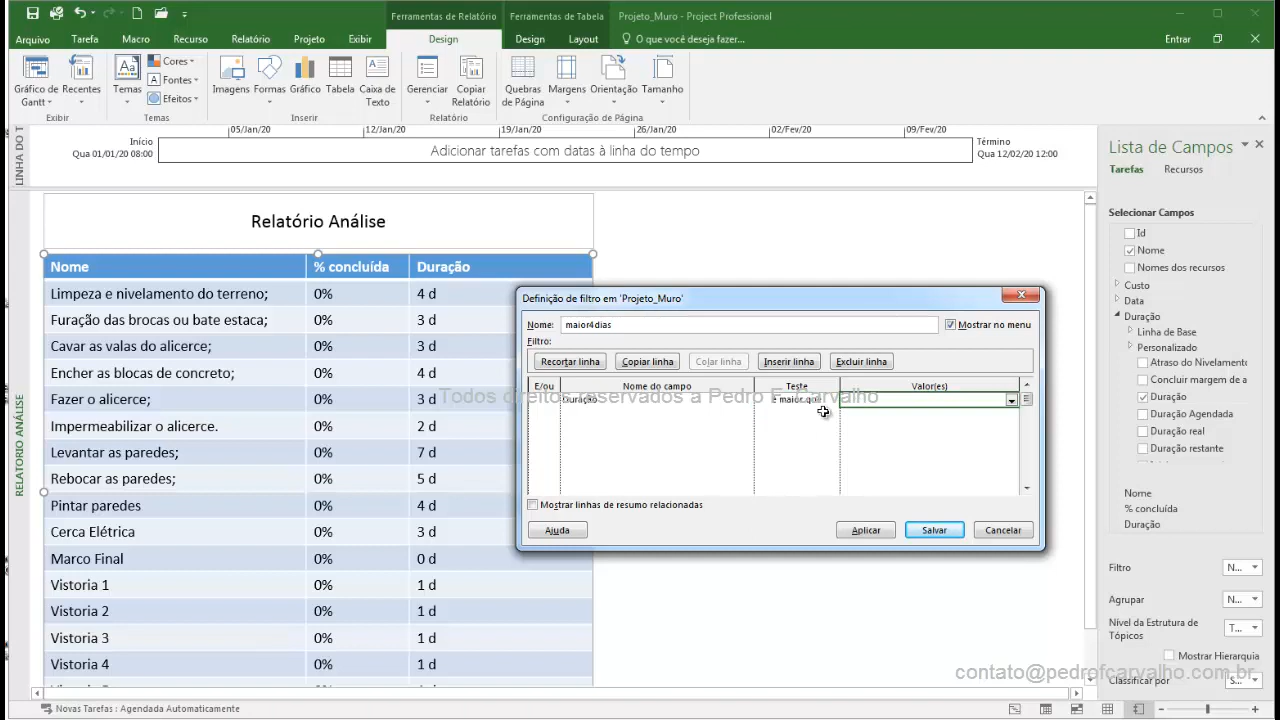 Ferramentas de Relatório Ferramentas de Tabela Projeto_Muro - Project Professional
Arquivo Tarefa Macro Recurso Relatório Projeto Exibir Design Design Layout O que você deseja fazer... Entrar
Gráfico de Gantt Recentes Temas Cores Fontes Efeitos Imagens Formas Gráfico Tabela Caixa de Texto Gerenciar Copiar Relatório Quebras de Página Margens Orientação Tamanho
Exibir Temas Inserir Relatório Configuração de Página
LINHA DO T
05/Jan/20 12/Jan/20 19/Jan/20 26/Jan/20 02/Fev/20 09/Fev/20
Início
Qua 01/01/20 08:00
Adicionar tarefas com datas à linha do tempo
Término
Qua 12/02/20 12:00
RELATÓRIO ANÁLISE
Relatório Análise
Nome % concluída Duração
Limpeza e nivelamento do terreno; 0% 4 d
Furação das brocas ou bate estaca; 0% 3 d
Cavar as valas do alicerce; 0% 3 d
Encher as blocas de concreto; 0% 4 d
Fazer o alicerce; 0% 3 d
Impermeabilizar o alicerce. 0% 2 d
Levantar as paredes; 0% 7 d
Rebocar as paredes; 0% 5 d
Pintar paredes 0% 4 d
Cerca Elétrica 0% 3 d
Marco Final 0% 0 d
Vistoria 1 0% 1 d
Vistoria 2 0% 1 d
Vistoria 3 0% 1 d
Vistoria 4 0% 1 d
Definição de filtro em 'Projeto_Muro'
Nome: maior4dias Mostrar no menu
Filtro:
Recortar linha Copiar linha Colar linha Inserir linha Excluir linha
E/ou Nome do campo Teste Valor(es)
Duração é maior que
Todos direitos reservados a Pedro F Carvalho
Mostrar linhas de resumo relacionadas
Ajuda Aplicar Salvar Cancelar
Lista de Campos
Tarefas Recursos
Selecionar Campos
Id
Nome
Nomes dos recursos
Custo
Data
Duração
Linha de Base
Personalizado
Atraso do Nivelamento
Concluir margem de a
Duração
Duração Agendada
Duração real
Duração restante
Nome
% concluída
Duração
Filtro N...
Agrupar N...
Nível da Estrutura de Tópicos T...
Mostrar Hierarquia
Classificar por S...
contato@pedrofcarvalho.com.br
Novas Tarefas : Agendada Automaticamente